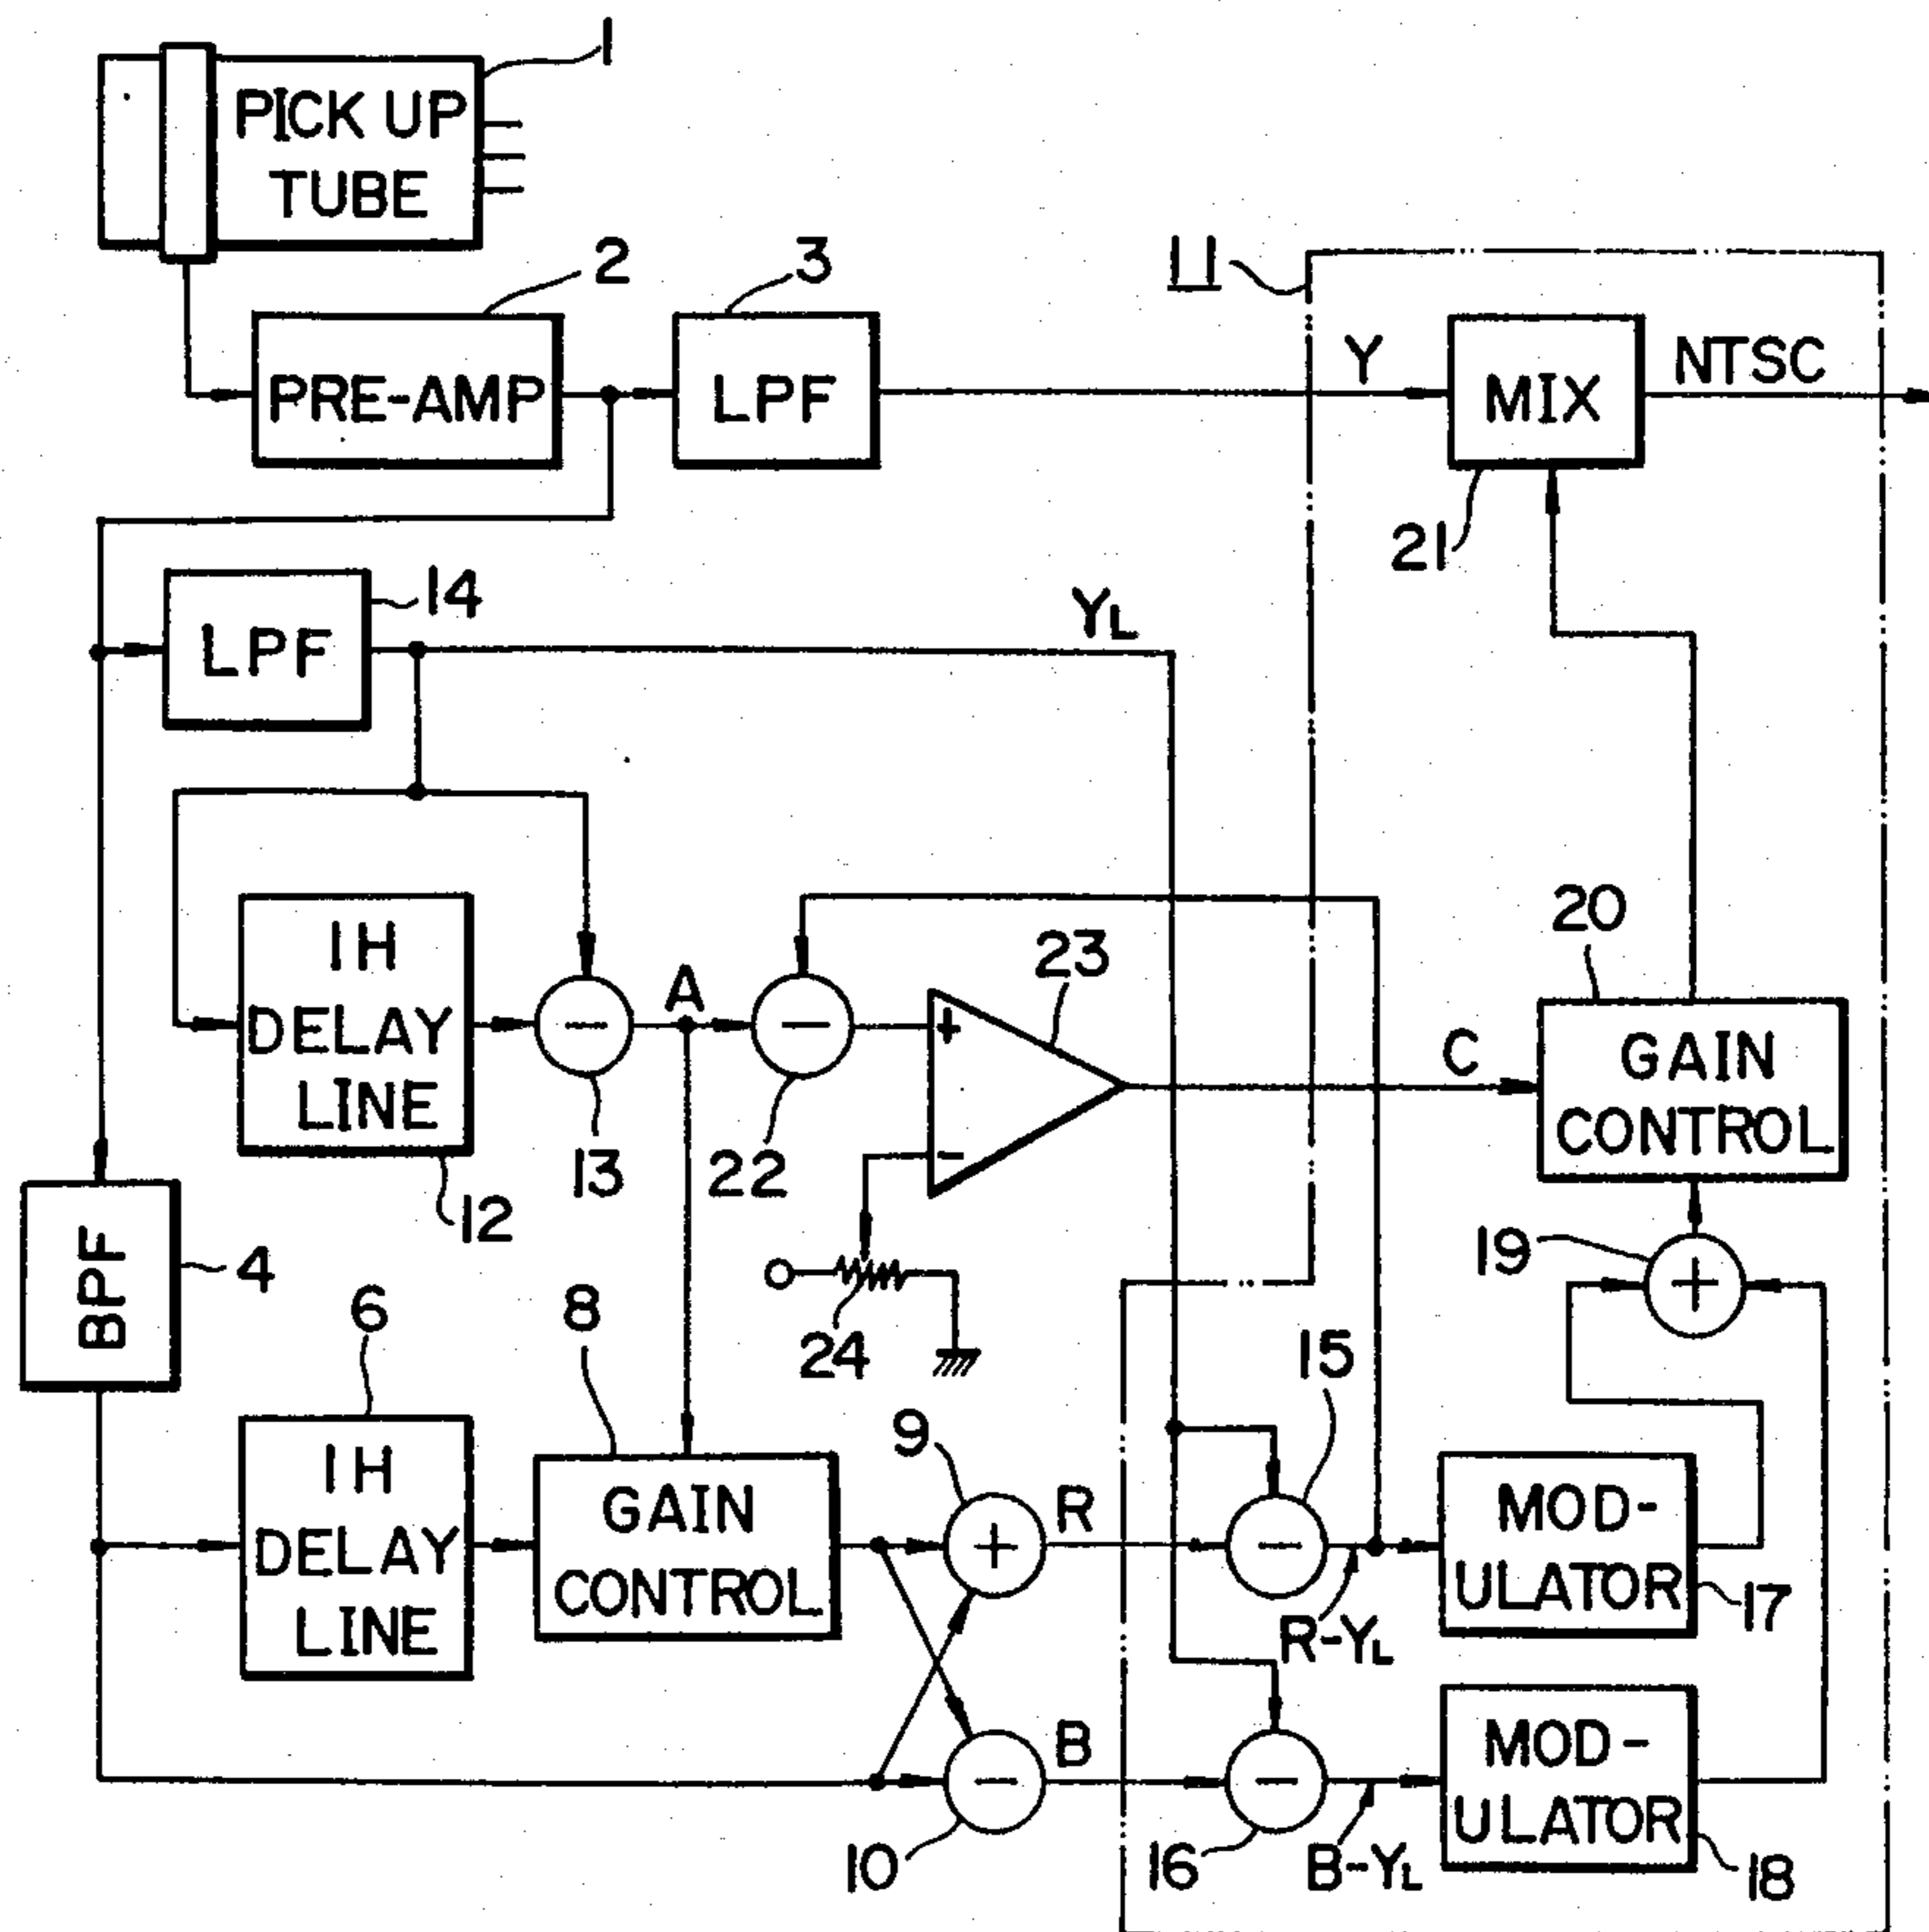 1
PICK UP
TUBE
2
3
11
PRE-AMP
LPF
Y
MIX
NTSC
21
14
LPF
YL
20
1H
DELAY
LINE
A
23
+
-
C
GAIN
CONTROL
13
22
12
19
+
BPF
4
6
8
24
15
9
1H
DELAY
LINE
GAIN
CONTROL
+
R
-
MOD-
ULATOR
17
R-YL
B
-
-
MOD-
ULATOR
10
16
B-YL
18